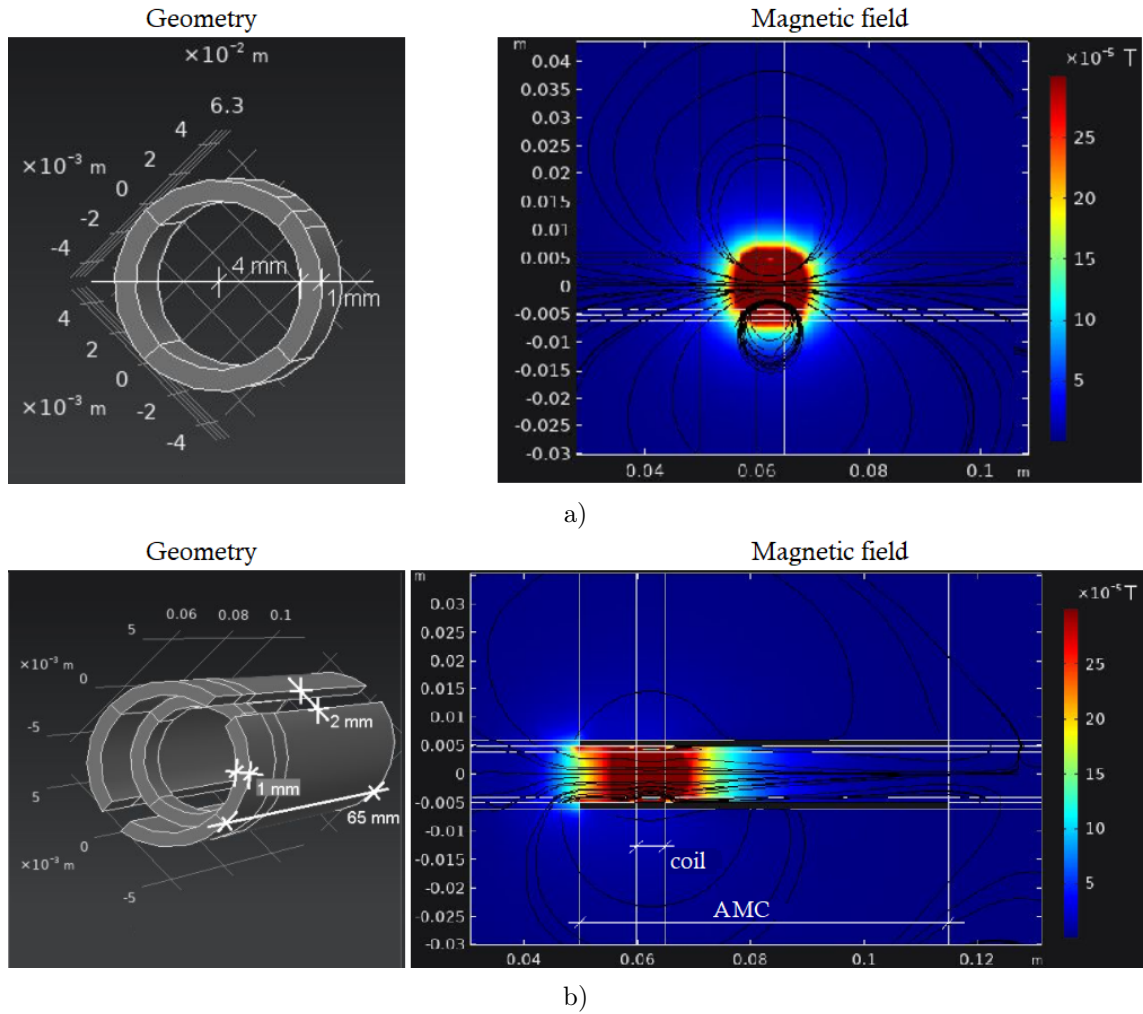 Geometry
Magnetic field
×10⁻² m
6.3
4
2
0
-2
-4
×10⁻³ m
4 mm
1 mm
4
2
0
-2
-4
×10⁻³ m
m
0.04
0.035
0.03
0.025
0.02
0.015
0.01
0.005
0
-0.005
-0.01
-0.015
-0.02
-0.025
-0.03
0.04
0.06
0.08
0.1
m
×10⁻⁵ T
25
20
15
10
5
a)
Geometry
Magnetic field
0.06
0.08
0.1
5
×10⁻³ m
0
-5
2 mm
1 mm
65 mm
5
0
×10⁻³ m
-5
m
0.03
0.025
0.02
0.015
0.01
0.005
0
-0.005
-0.01
-0.015
-0.02
-0.025
-0.03
coil
AMC
0.04
0.06
0.08
0.1
0.12
m
×10⁻⁵ T
25
20
15
10
5
b)